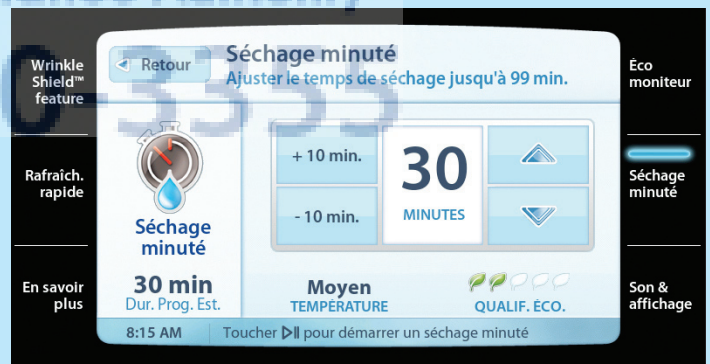 0-3355
Wrinkle
Shield™
feature
Rafraîch.
rapide
En savoir
plus
Retour
Séchage minuté
Ajuster le temps de séchage jusqu'à 99 min.
Séchage
minuté
30 min
Dur. Prog. Est.
+ 10 min.
- 10 min.
30
MINUTES
Moyen
TEMPÉRATURE
QUALIF. ÉCO.
8:15 AM
Toucher ▷|| pour démarrer un séchage minuté
Éco
moniteur
Séchage
minuté
Son &
affichage